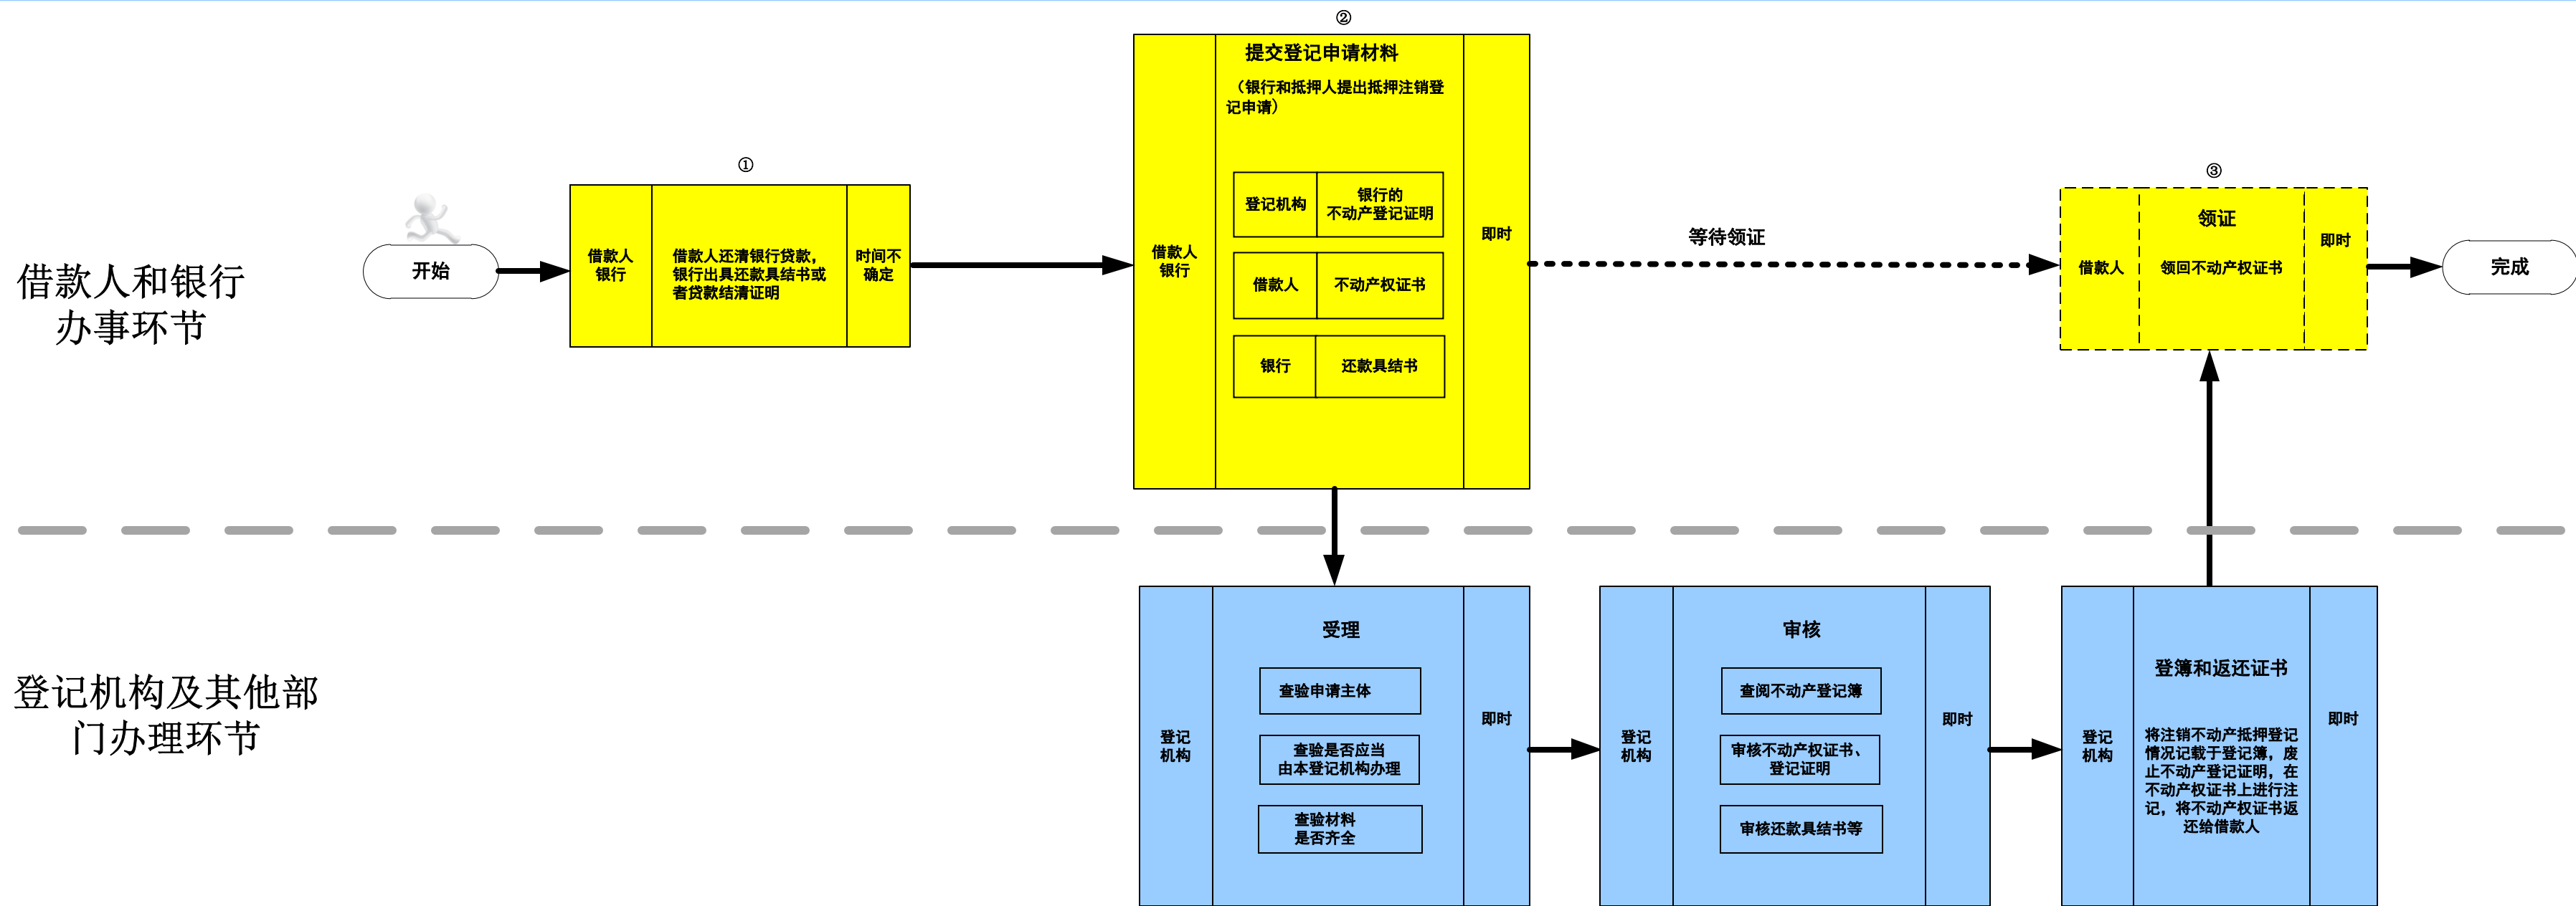 借款人和银行
办事环节
开始
①
借款人
银行
借款人还清银行贷款，
银行出具还款具结书或
者贷款结清证明
时间不
确定
②
借款人
银行
提交登记申请材料
（银行和抵押人提出抵押注销登
记申请）
登记机构
银行的
不动产登记证明
借款人
不动产权证书
银行
还款具结书
即时
等待领证
③
借款人
领证
领回不动产权证书
即时
完成
登记机构及其他部
门办理环节
登记
机构
受理
查验申请主体
查验是否应当
由本登记机构办理
查验材料
是否齐全
即时
登记
机构
审核
查阅不动产登记簿
审核不动产权证书、
登记证明
审核还款具结书等
即时
登记
机构
登簿和返还证书
将注销不动产抵押登记
情况记载于登记簿，废
止不动产登记证明，在
不动产权证书上进行注
记，将不动产权证书返
还给借款人
即时